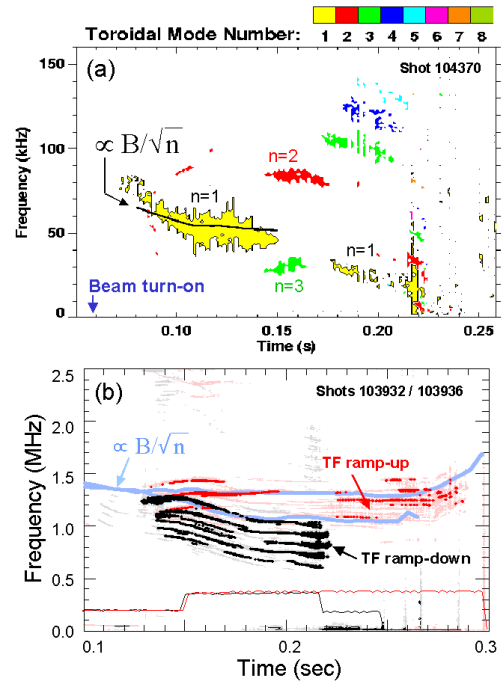 Toroidal Mode Number: 1 2 3 4 5 6 7 8
(a)
Shot 104370
150
100
50
0
Frequency (kHz)
∝ B/√n
n=1
n=2
n=3
n=1
Beam turn-on
0.10
0.15
0.20
0.25
Time (s)
(b)
Shots 103932 / 103936
2.5
2.0
1.5
1.0
0.5
0.0
Frequency (MHz)
∝ B/√n
TF ramp-up
TF ramp-down
0.1
0.2
0.3
Time (sec)